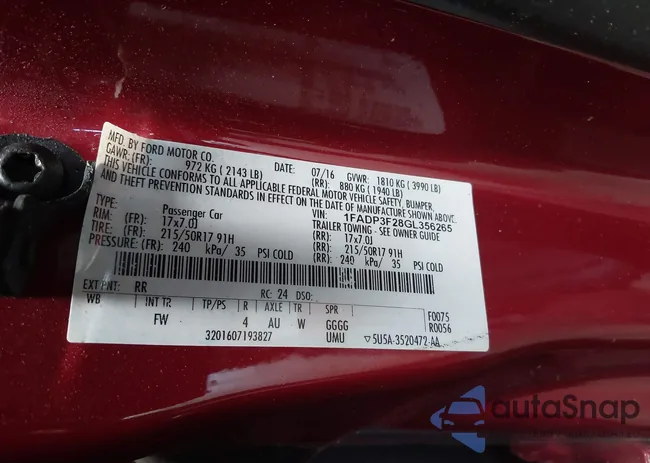 MFD. BY FORD MOTOR CO.
DATE: 07/16 GVWR: 1810 KG ( 3990 LB)
GAWR:(FR): 972 KG ( 2143 LB) (RR): 880 KG ( 1940 LB)
THIS VEHICLE CONFORMS TO ALL APPLICABLE FEDERAL MOTOR VEHICLE SAFETY, BUMPER
AND THEFT PREVENTION STANDARDS IN EFFECT ON THE DATE OF MANUFACTURE SHOWN ABOVE.
VIN: 1FADP3F28GL356265
TYPE: Passenger Car TRAILER TOWING - SEE OWNER GUIDE
RIM: (FR): 17x7.0J (RR): 17x7.0J
TIRE: (FR): 215/50R17 91H (RR): 215/50R17 91H
(FR): 240 kPa/ 35 PSI COLD (RR): 240 kPa/ 35 PSI COLD
EXT PNT: RR RC: 24 DSO:
WB INT TR TP/PS R AXLE TR SPR F0075
FW 4 AU W GGGG R0056
3201607193827 UMU ▽5U5A-3520472-AA
autoSnap